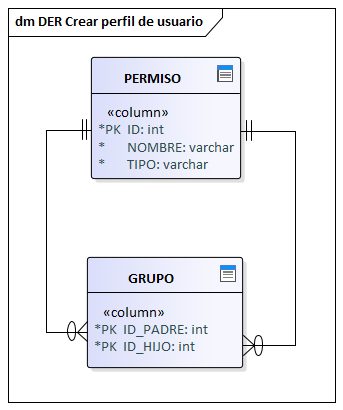 dm DER Crear perfil de usuario
PERMISO
«column»
*PK ID: int
* NOMBRE: varchar
* TIPO: varchar
GRUPO
«column»
*PK ID_PADRE: int
*PK ID_HIJO: int